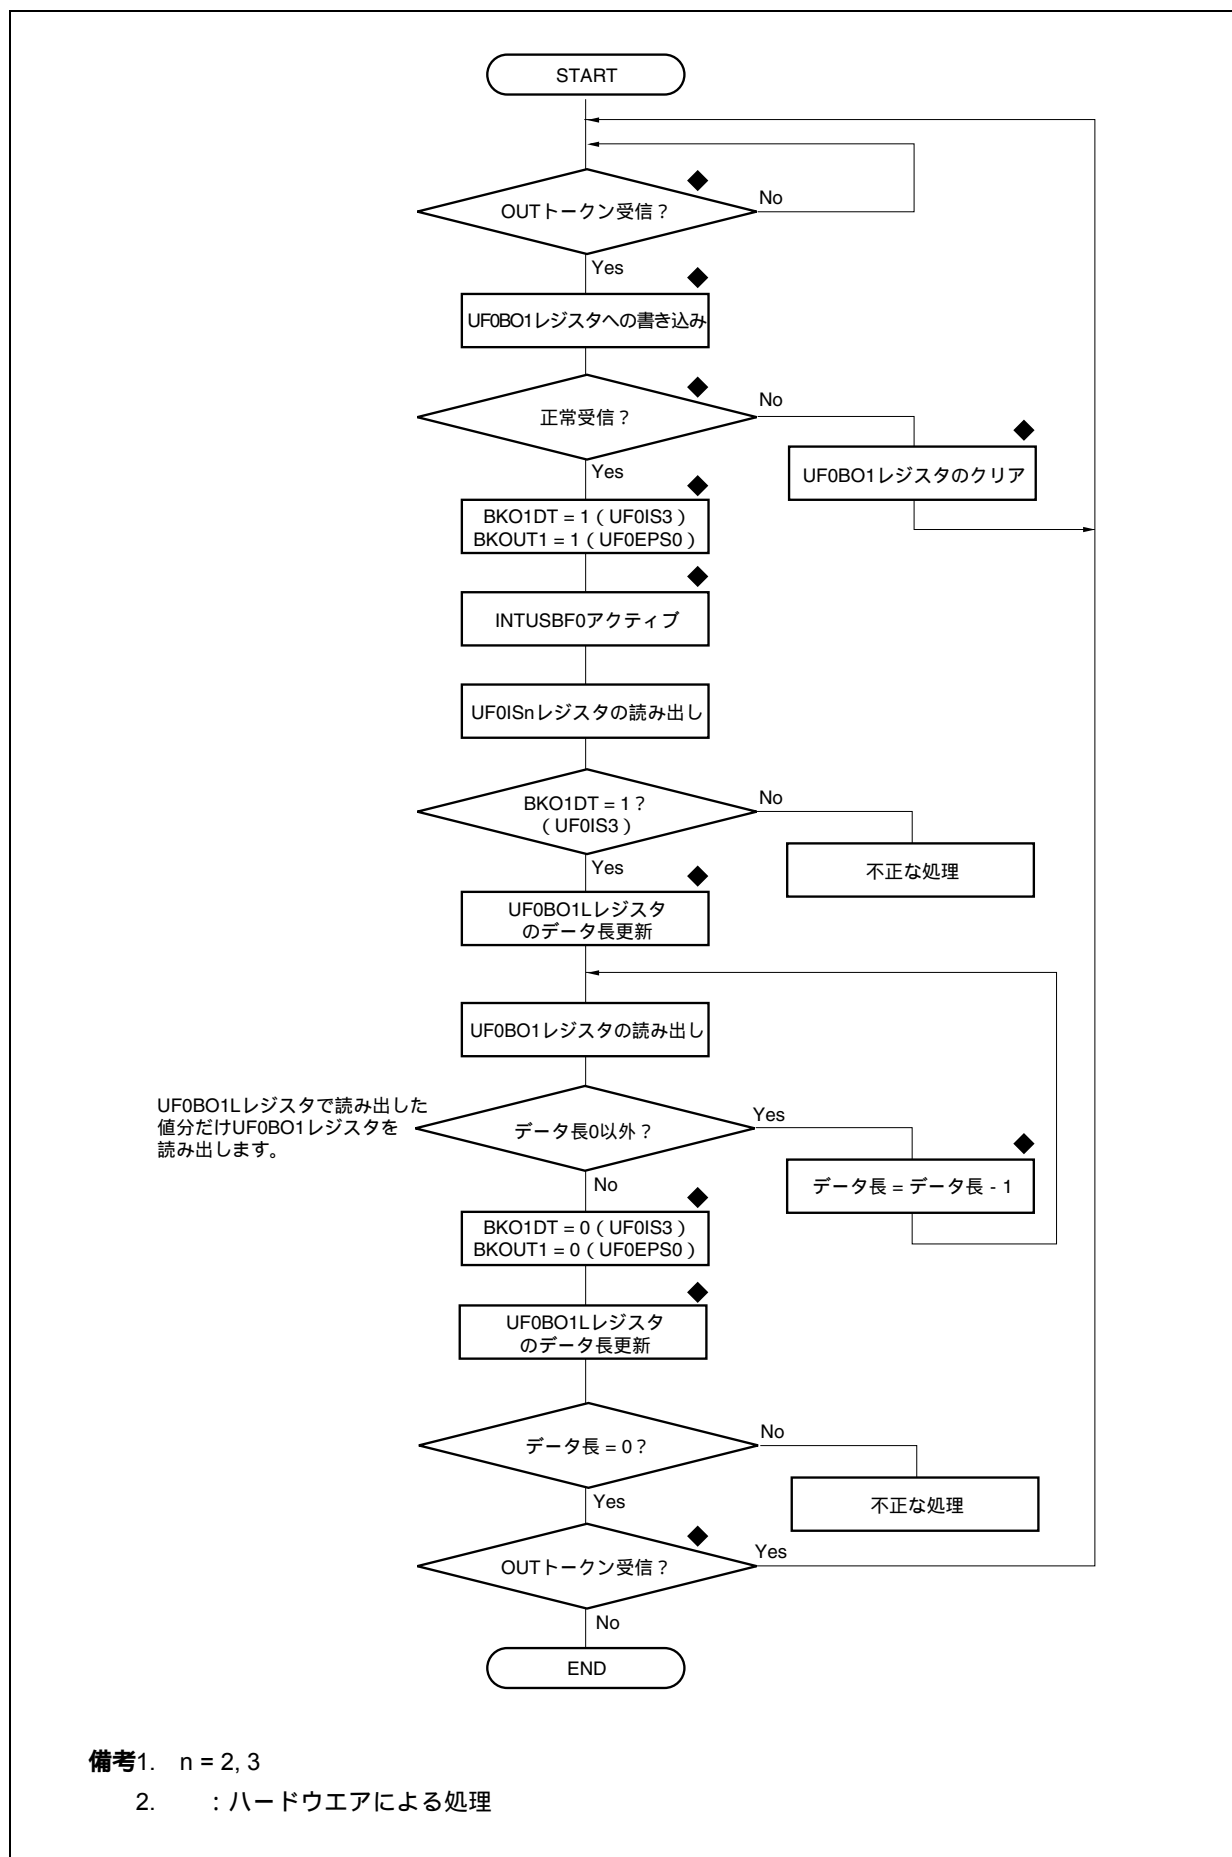 START
OUTトークン受信？
No
Yes
UF0BO1レジスタへの書き込み
正常受信？
No
Yes
UF0BO1レジスタのクリア
BKO1DT = 1（UF0IS3）
BKOUT1 = 1（UF0EPS0）
INTUSBF0アクティブ
UF0ISnレジスタの読み出し
BKO1DT = 1？
（UF0IS3）
No
Yes
不正な処理
UF0BO1Lレジスタ
のデータ長更新
UF0BO1レジスタの読み出し
UF0BO1Lレジスタで読み出した
値分だけUF0BO1レジスタを
読み出します。
データ長0以外？
Yes
No
データ長 = データ長 - 1
BKO1DT = 0（UF0IS3）
BKOUT1 = 0（UF0EPS0）
UF0BO1Lレジスタ
のデータ長更新
データ長 = 0？
No
Yes
不正な処理
OUTトークン受信？
Yes
No
END
備考1. n = 2, 3
2. ：ハードウエアによる処理